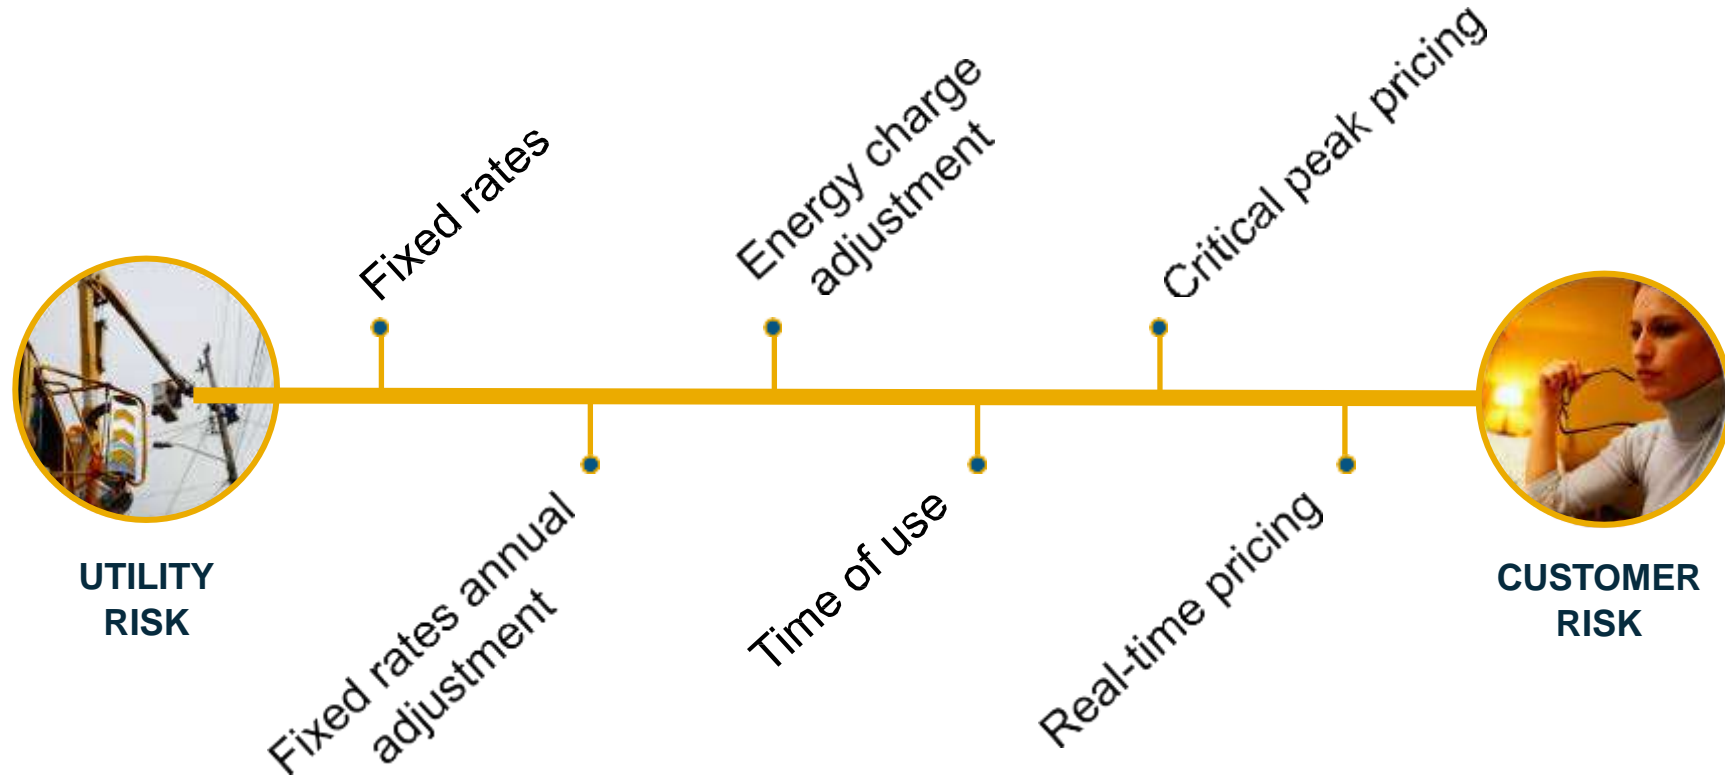 Fixed rates
Energy charge
adjustment
Critical peak pricing
UTILITY
RISK
CUSTOMER
RISK
Fixed rates annual
adjustment
Time of use
Real-time pricing